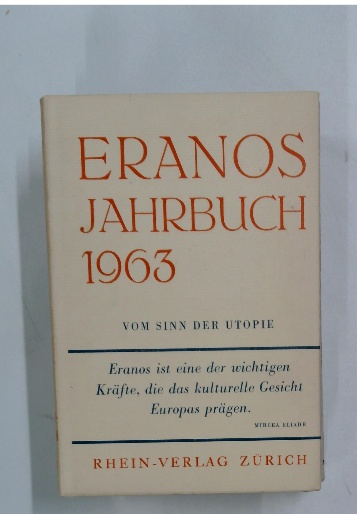 ERANOS
JAHRBUCH
1963
VOM SINN DER UTOPIE
Eranos ist eine der wichtigen
Kräfte, die das kulturelle Gesicht
Europas prägen.
MIRCEA ELIADE
RHEIN-VERLAG ZÜRICH